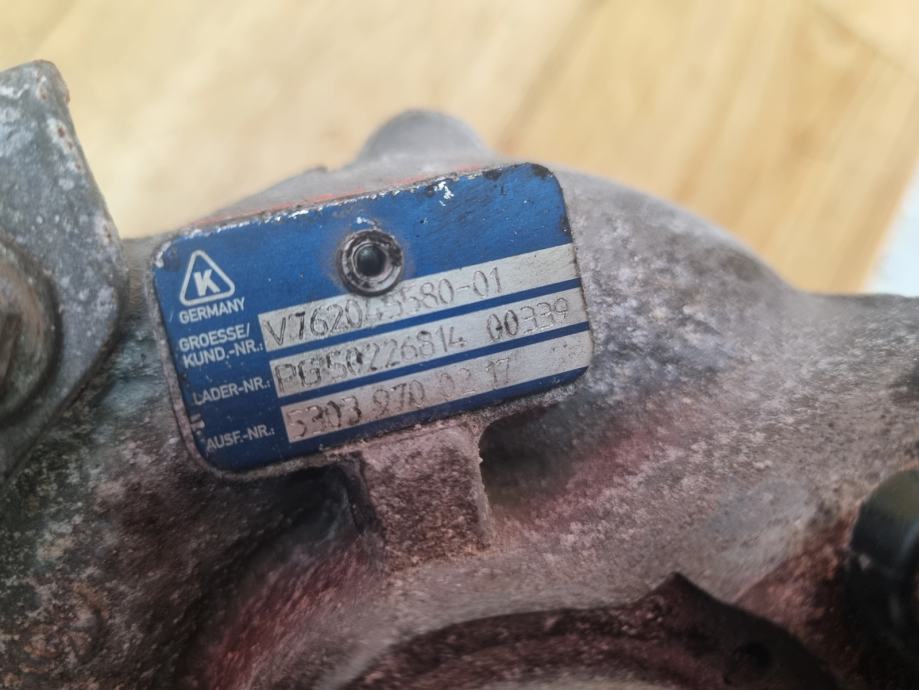 K
GERMANY
GROESSE/
KUND.-NR.: V762045580-01
LADER-NR.: PG50226814 00339
AUSF.-NR.: 5303 970 02 17